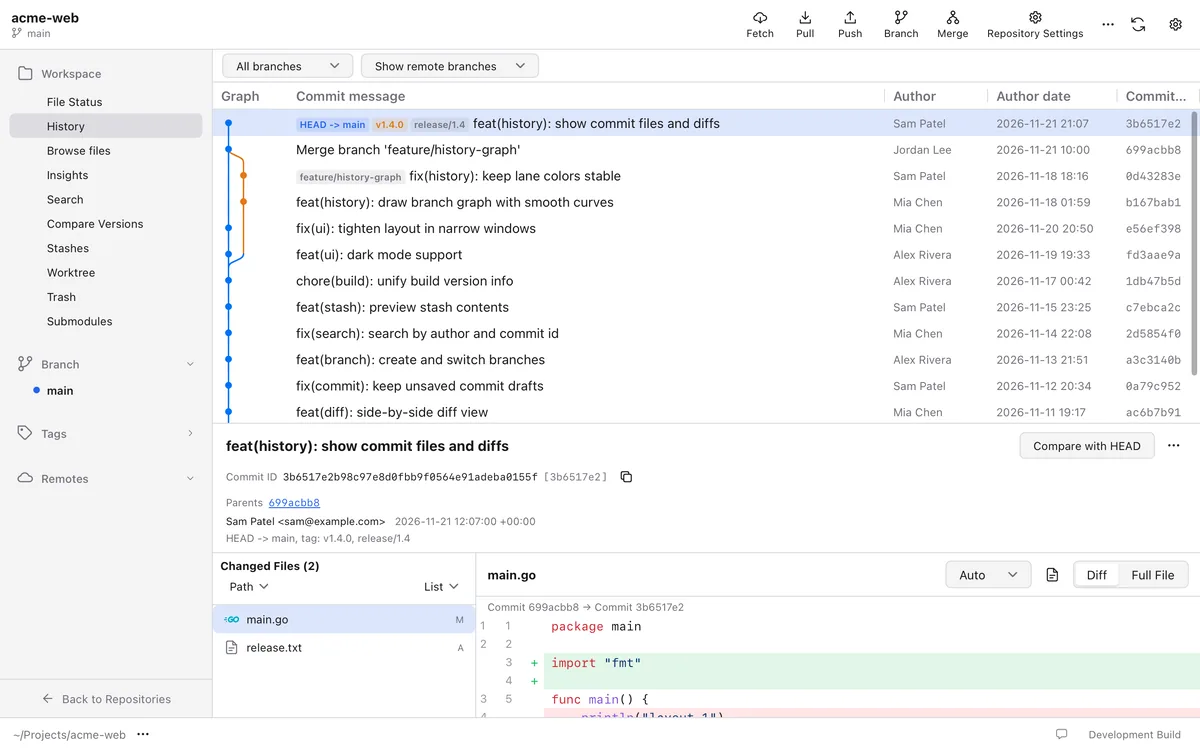 acme-web
main
Fetch
Pull
Push
Branch
Merge
Repository Settings
Workspace
File Status
History
Browse files
Insights
Search
Compare Versions
Stashes
Worktree
Trash
Submodules
Branch
main
Tags
Remotes
Back to Repositories
All branches
Show remote branches
Graph Commit message Author Author date Commit...
HEAD -> main v1.4.0 release/1.4 feat(history): show commit files and diffs Sam Patel 2026-11-21 21:07 3b6517e2
Merge branch 'feature/history-graph' Jordan Lee 2026-11-21 10:00 699acbb8
feature/history-graph fix(history): keep lane colors stable Sam Patel 2026-11-18 18:16 0d43283e
feat(history): draw branch graph with smooth curves Mia Chen 2026-11-18 01:59 b167bab1
fix(ui): tighten layout in narrow windows Mia Chen 2026-11-20 20:50 e56ef398
feat(ui): dark mode support Alex Rivera 2026-11-19 19:33 fd3aae9a
chore(build): unify build version info Alex Rivera 2026-11-17 00:42 1db47b5d
feat(stash): preview stash contents Sam Patel 2026-11-15 23:25 c7ebca2c
fix(search): search by author and commit id Mia Chen 2026-11-14 22:08 2d5854f0
feat(branch): create and switch branches Alex Rivera 2026-11-13 21:51 a3c3140b
fix(commit): keep unsaved commit drafts Sam Patel 2026-11-12 20:34 0a79c952
feat(diff): side-by-side diff view Mia Chen 2026-11-11 19:17 ac6b7b91
feat(history): show commit files and diffs
Compare with HEAD
Commit ID 3b6517e2b98c97e8d0fbb9f0564e91adeba0155f [3b6517e2]
Parents 699acbb8
Sam Patel <sam@example.com> 2026-11-21 12:07:00 +00:00
HEAD -> main, tag: v1.4.0, release/1.4
Changed Files (2)
Path List
main.go M
release.txt A
main.go
Auto
Diff
Full File
Commit 699acbb8 → Commit 3b6517e2
1 1 package main
2 2
3 + import "fmt"
4 +
3 5 func main() {
4 println("layout 1")
~/Projects/acme-web
Development Build